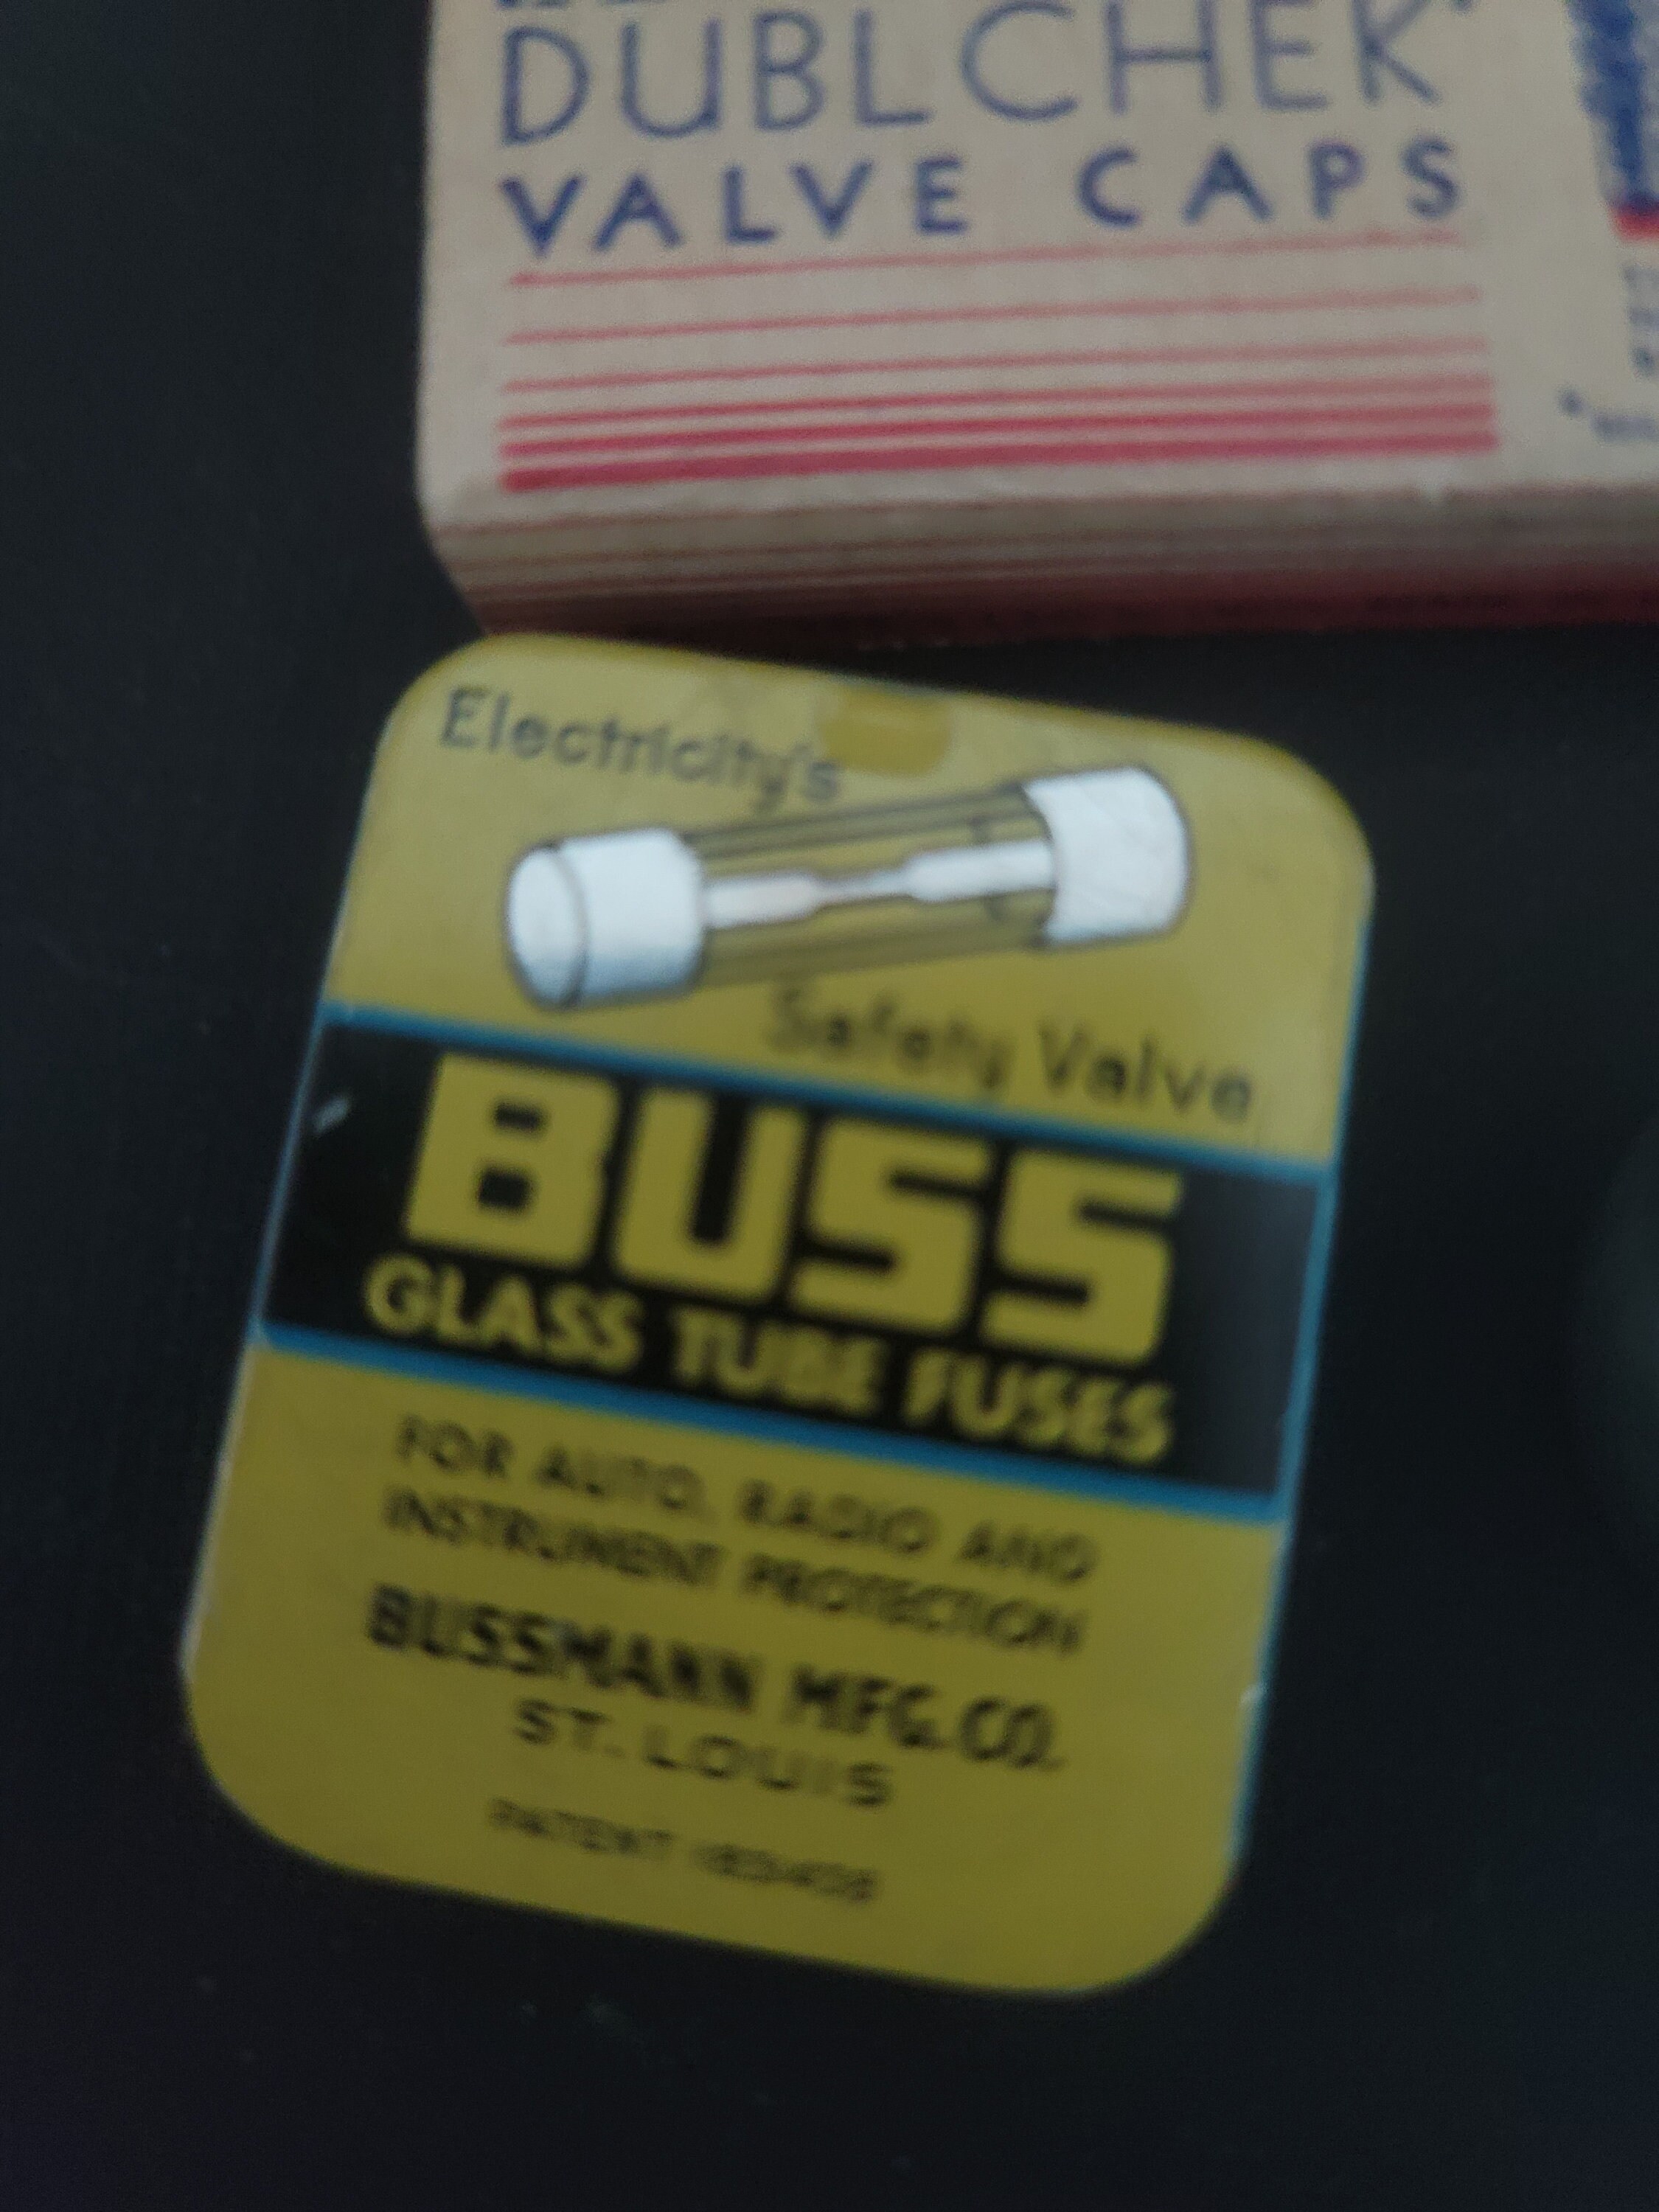 DUBLCHEK
VALVE CAPS
Electricity's
Safety Valve
BUSS
GLASS TUBE FUSES
FOR AUTO, RADIO AND
INSTRUMENT PROTECTION
BUSSMANN MFG. CO.
ST. LOUIS
PATENT